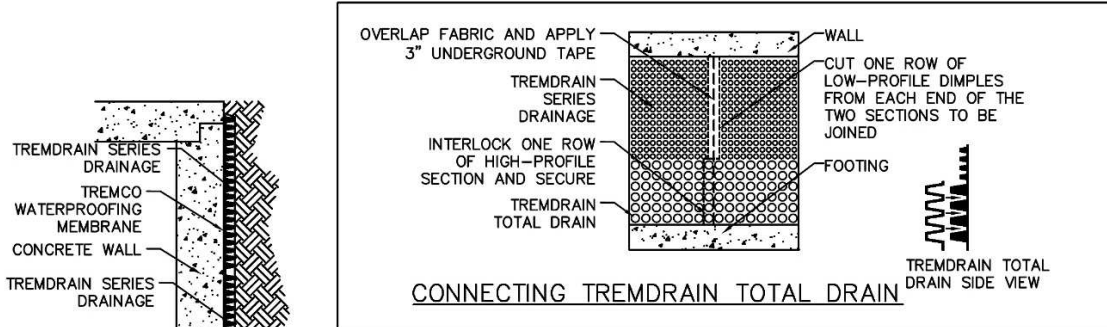 TREMDRAIN SERIES
DRAINAGE
TREMCO
WATERPROOFING
MEMBRANE
CONCRETE WALL
TREMDRAIN SERIES
DRAINAGE
OVERLAP FABRIC AND APPLY
3" UNDERGROUND TAPE
TREMDRAIN
SERIES
DRAINAGE
INTERLOCK ONE ROW
OF HIGH-PROFILE
SECTION AND SECURE
TREMDRAIN
TOTAL DRAIN
WALL
CUT ONE ROW OF
LOW-PROFILE DIMPLES
FROM EACH END OF THE
TWO SECTIONS TO BE
JOINED
FOOTING
TREMDRAIN TOTAL
DRAIN SIDE VIEW
CONNECTING TREMDRAIN TOTAL DRAIN